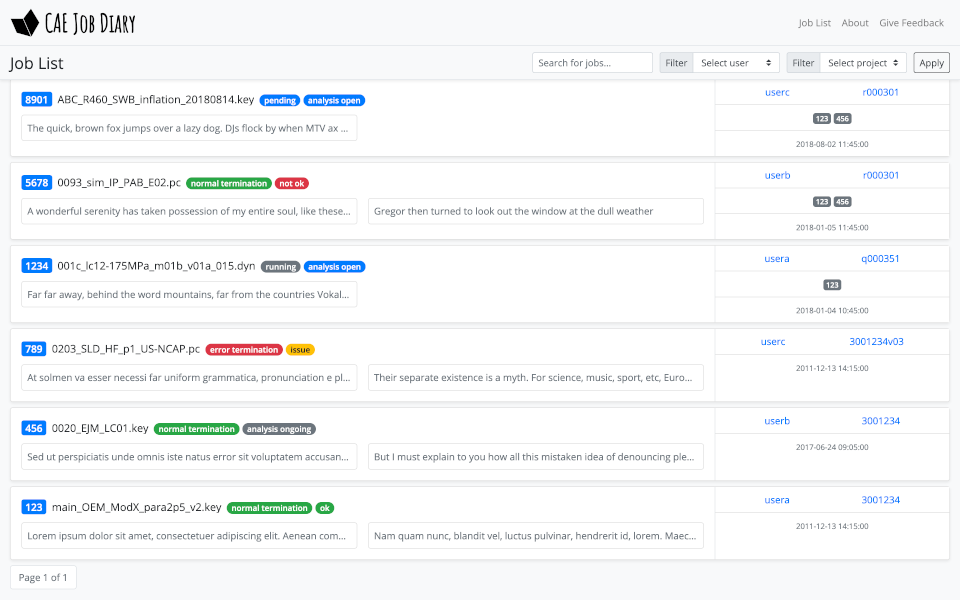 CAE JOB DIARY
Job List About Give Feedback
Job List
Search for jobs... Filter Select user Filter Select project Apply
8901 ABC_R460_SWB_inflation_20180814.key pending analysis open
userc r000301
123 456
The quick, brown fox jumps over a lazy dog. DJs flock by when MTV ax ...
2018-08-02 11:45:00
5678 0093_sim_IP_PAB_E02.pc normal termination not ok
userb r000301
123 456
A wonderful serenity has taken possession of my entire soul, like these... Gregor then turned to look out the window at the dull weather
2018-01-05 11:45:00
1234 001c_lc12-175MPa_m01b_v01a_015.dyn running analysis open
usera q000351
123
Far far away, behind the word mountains, far from the countries Vokal...
2018-01-04 10:45:00
789 0203_SLD_HF_p1_US-NCAP.pc error termination issue
userc 3001234v03
2011-12-13 14:15:00
At solmen va esser necessi far uniform grammatica, pronunciation e pl... Their separate existence is a myth. For science, music, sport, etc, Euro...
456 0020_EJM_LC01.key normal termination analysis ongoing
userb 3001234
2017-06-24 09:05:00
Sed ut perspiciatis unde omnis iste natus error sit voluptatem accusan... But I must explain to you how all this mistaken idea of denouncing ple...
123 main_OEM_ModX_para2p5_v2.key normal termination ok
usera 3001234
2011-12-13 14:15:00
Lorem ipsum dolor sit amet, consectetuer adipiscing elit. Aenean com... Nam quam nunc, blandit vel, luctus pulvinar, hendrerit id, lorem. Maec...
Page 1 of 1